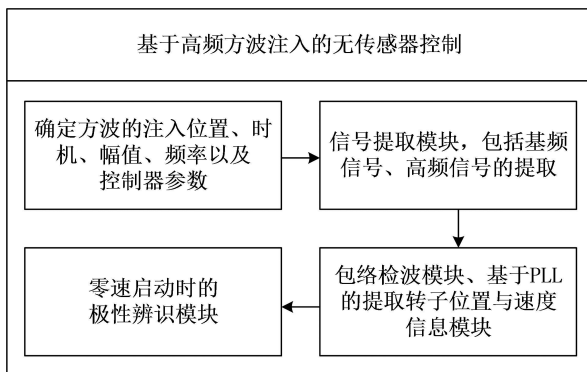 基于高频方波注入的无传感器控制
确定方波的注入位置、时
机、幅值、频率以及
控制器参数
信号提取模块，包括基频
信号、高频信号的提取
包络检波模块、基于PLL
的提取转子位置与速度
信息模块
零速启动时的
极性辨识模块